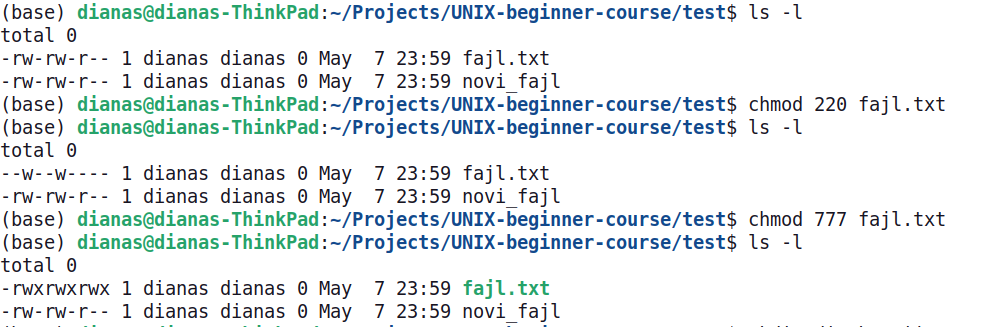 (base) dianas@dianas-ThinkPad:~/Projects/UNIX-beginner-course/test$ ls -l
total 0
-rw-rw-r-- 1 dianas dianas 0 May  7 23:59 fajl.txt
-rw-rw-r-- 1 dianas dianas 0 May  7 23:59 novi_fajl
(base) dianas@dianas-ThinkPad:~/Projects/UNIX-beginner-course/test$ chmod 220 fajl.txt
(base) dianas@dianas-ThinkPad:~/Projects/UNIX-beginner-course/test$ ls -l
total 0
--w--w---- 1 dianas dianas 0 May  7 23:59 fajl.txt
-rw-rw-r-- 1 dianas dianas 0 May  7 23:59 novi_fajl
(base) dianas@dianas-ThinkPad:~/Projects/UNIX-beginner-course/test$ chmod 777 fajl.txt
(base) dianas@dianas-ThinkPad:~/Projects/UNIX-beginner-course/test$ ls -l
total 0
-rwxrwxrwx 1 dianas dianas 0 May  7 23:59 fajl.txt
-rw-rw-r-- 1 dianas dianas 0 May  7 23:59 novi_fajl